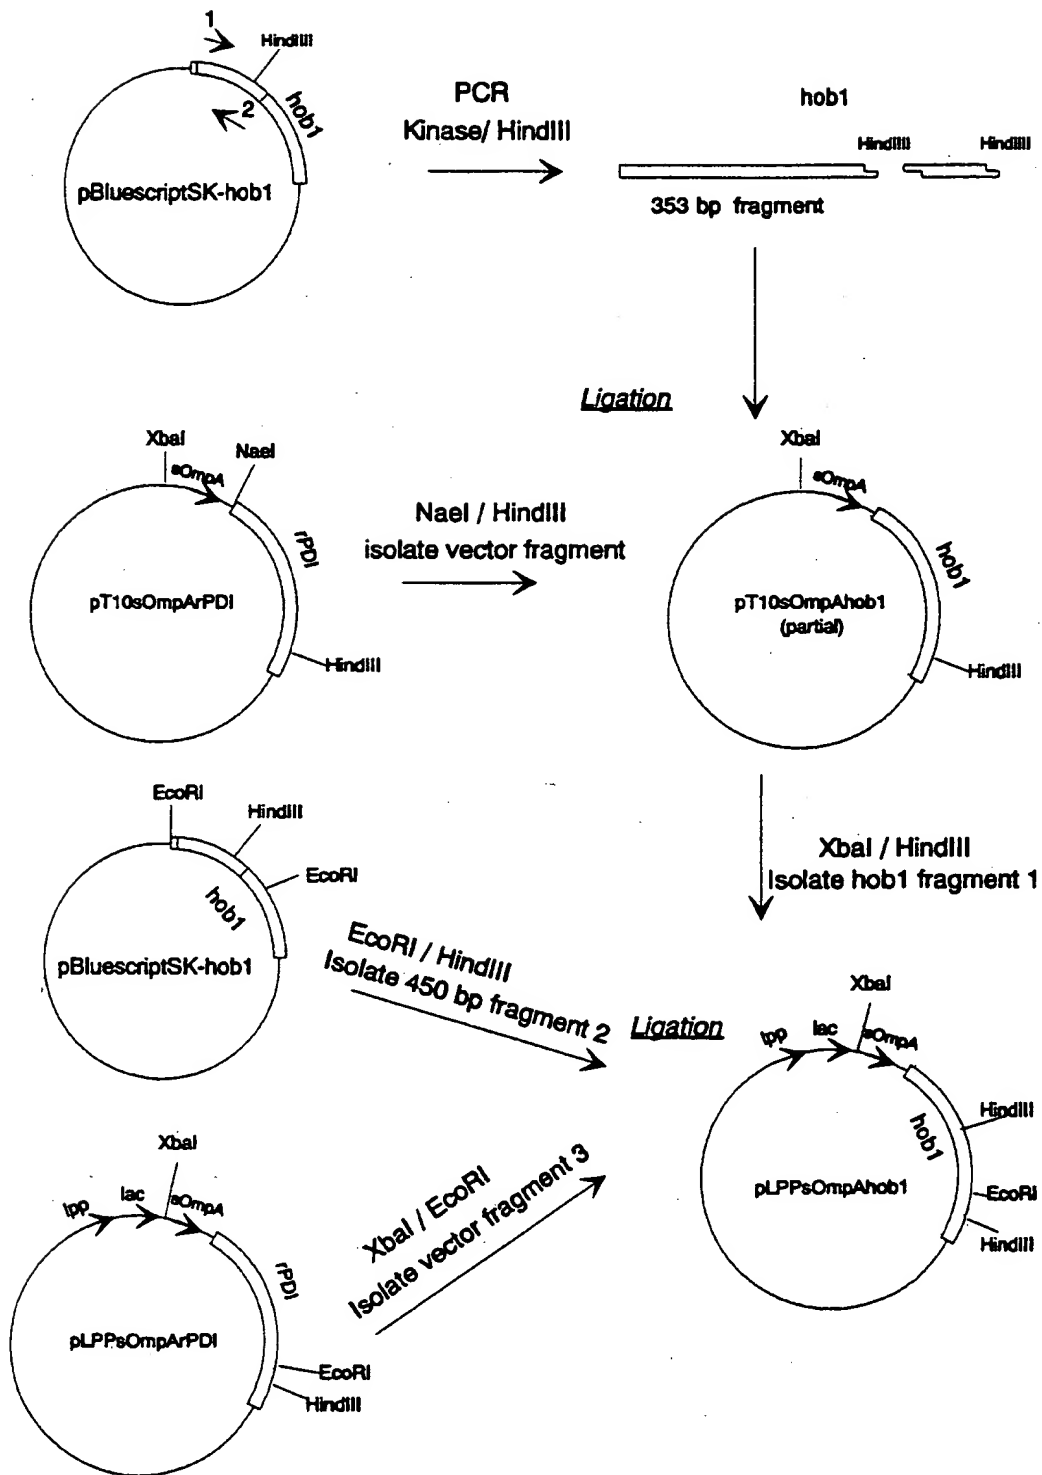 1
HindIII
hob1
2
pBluescriptSK-hob1
PCR
Kinase/ HindIII
hob1
HindIII
HindIII
353 bp fragment
Ligation
XbaI
sOmpA
NaeI
rPDI
pT10sOmpArPDI
HindIII
NaeI / HindIII
isolate vector fragment
XbaI
sOmpA
hob1
pT10sOmpAhob1
(partial)
HindIII
XbaI / HindIII
Isolate hob1 fragment 1
EcoRI
HindIII
EcoRI
hob1
pBluescriptSK-hob1
EcoRI / HindIII
Isolate 450 bp fragment 2
Ligation
XbaI
lpp
lac
sOmpA
HindIII
hob1
pLPPsOmpAhob1
EcoRI
HindIII
XbaI
lpp
lac
sOmpA
rPDI
pLPPsOmpArPDI
EcoRI
HindIII
XbaI / EcoRI
Isolate vector fragment 3